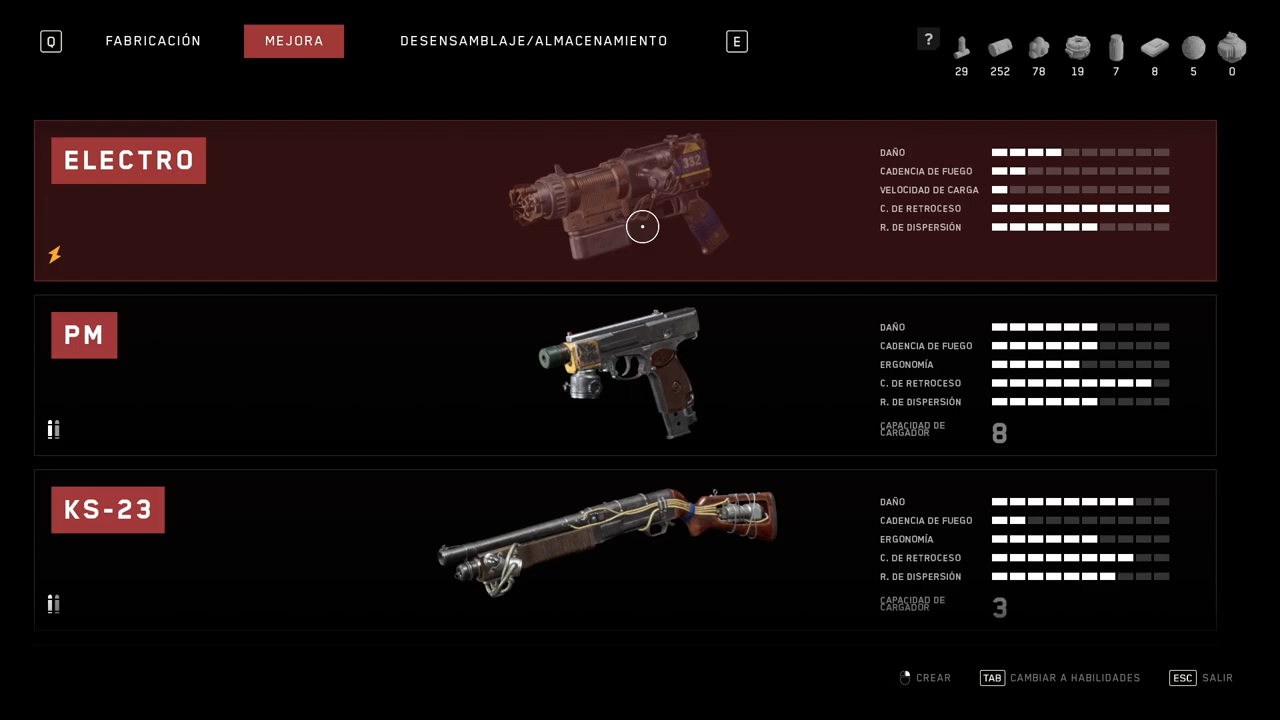 Q FABRICACIÓN MEJORA DESENSAMBLAJE/ALMACENAMIENTO E ?
29 252 78 19 7 8 5 0
ELECTRO
332
DAÑO
CADENCIA DE FUEGO
VELOCIDAD DE CARGA
C. DE RETROCESO
R. DE DISPERSIÓN
PM
DAÑO
CADENCIA DE FUEGO
ERGONOMÍA
C. DE RETROCESO
R. DE DISPERSIÓN
CAPACIDAD DE
CARGADOR
8
KS-23
DAÑO
CADENCIA DE FUEGO
ERGONOMÍA
C. DE RETROCESO
R. DE DISPERSIÓN
CAPACIDAD DE
CARGADOR
3
CREAR TAB CAMBIAR A HABILIDADES ESC SALIR